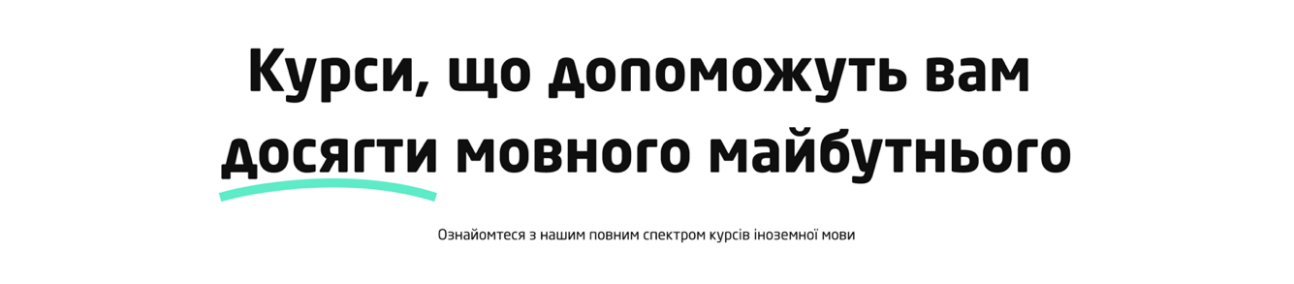 Курси, що допоможуть вам
досягти мовного майбутнього
Ознайомтеся з нашим повним спектром курсів іноземної мови